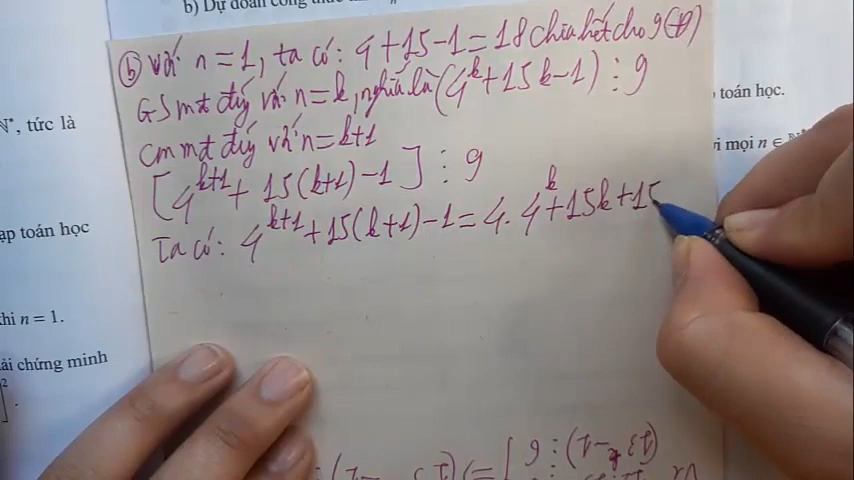 b) Dự đoán công thức
ℕ*, tức là
ạp toán học
khi n = 1.
ải chứng minh
toán học.
ới mọi n ∈ ℕ*
(b) với n = 1, ta có: 4 + 15 - 1 = 18 chia hết cho 9 (đ)
GS mđ đúng với n = k, nghĩa là (4^k + 15k - 1) ⋮ 9
cm mđ đúng với n = k+1
[4^{k+1} + 15(k+1) - 1] ⋮ 9
Ta có: 4^{k+1} + 15(k+1) - 1 = 4. 4^k + 15k + 15